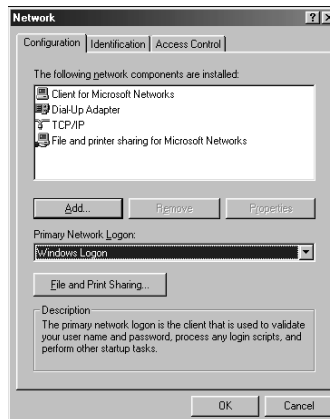 Network
Configuration Identification Access Control
The following network components are installed:
Client for Microsoft Networks
Dial-Up Adapter
TCP/IP
File and printer sharing for Microsoft Networks
Add... Remove Properties
Primary Network Logon:
Windows Logon
File and Print Sharing...
Description
The primary network logon is the client that is used to validate
your user name and password, process any login scripts, and
perform other startup tasks.
OK Cancel